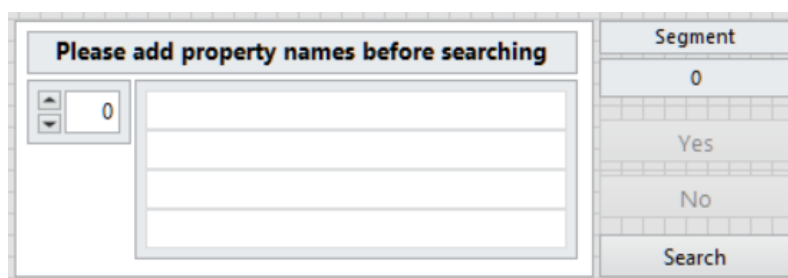 Please add property names before searching
0
Segment
0
Yes
No
Search